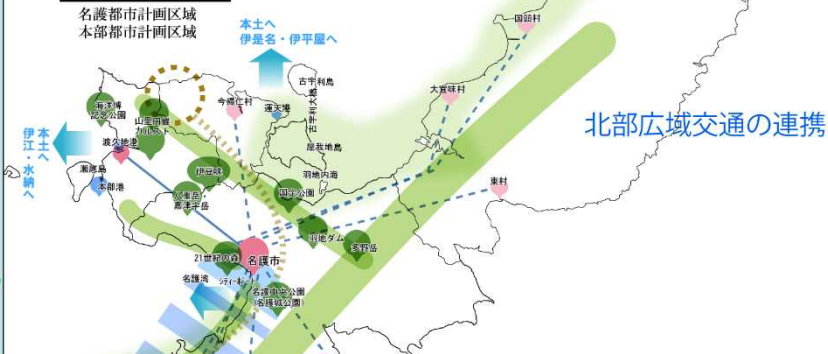 名護都市計画区域
本部都市計画区域
本土へ
伊是名・伊平屋へ
国頭村
古宇利島
大宜味村
今帰仁村
運天港
古宇利大橋
海洋博
記念公園
山里円錐
カルスト
北部広域交通の連携
本土へ
伊江・水納へ
渡久地港
屋我地島
瀬底島
本部港
伊豆味
羽地内海
東村
八重岳・
嘉津宇岳
羽地ダム
多野岳
21世紀の森
名護市
名護湾
名護中央公園
(名護城公園)